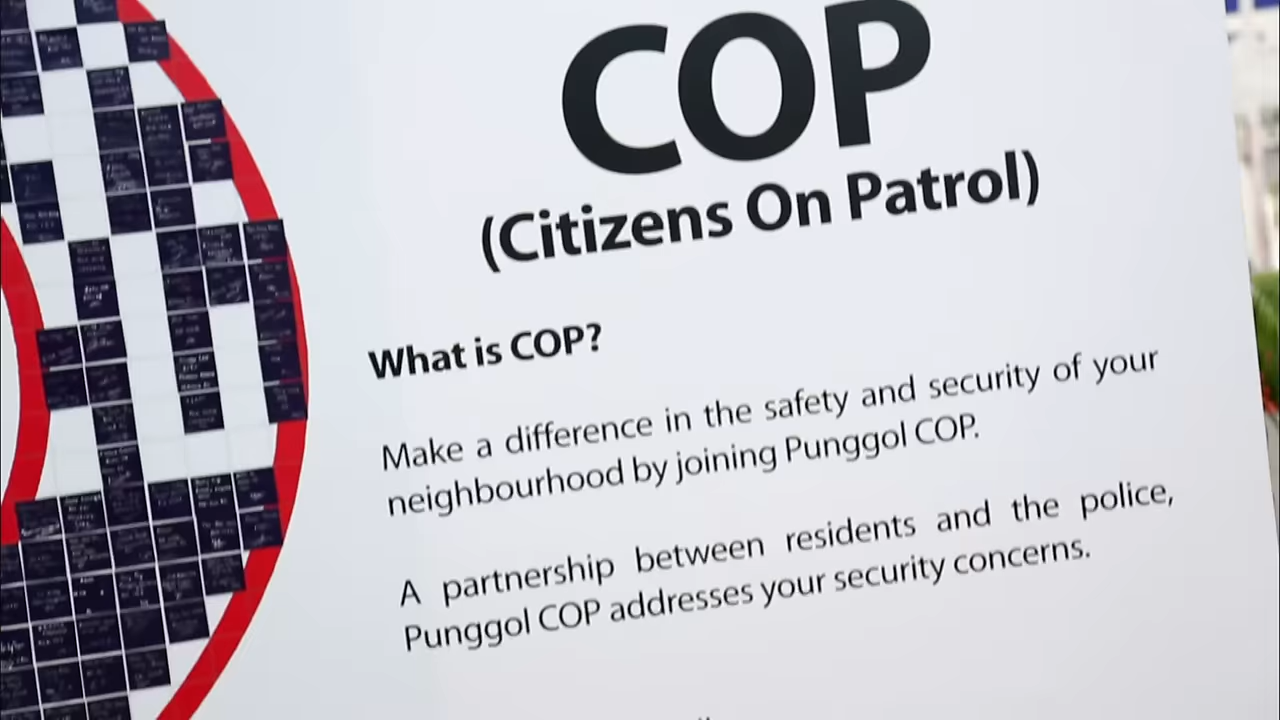 COP
(Citizens On Patrol)
What is COP?
Make a difference in the safety and security of your
neighbourhood by joining Punggol COP.
A partnership between residents and the police,
Punggol COP addresses your security concerns.